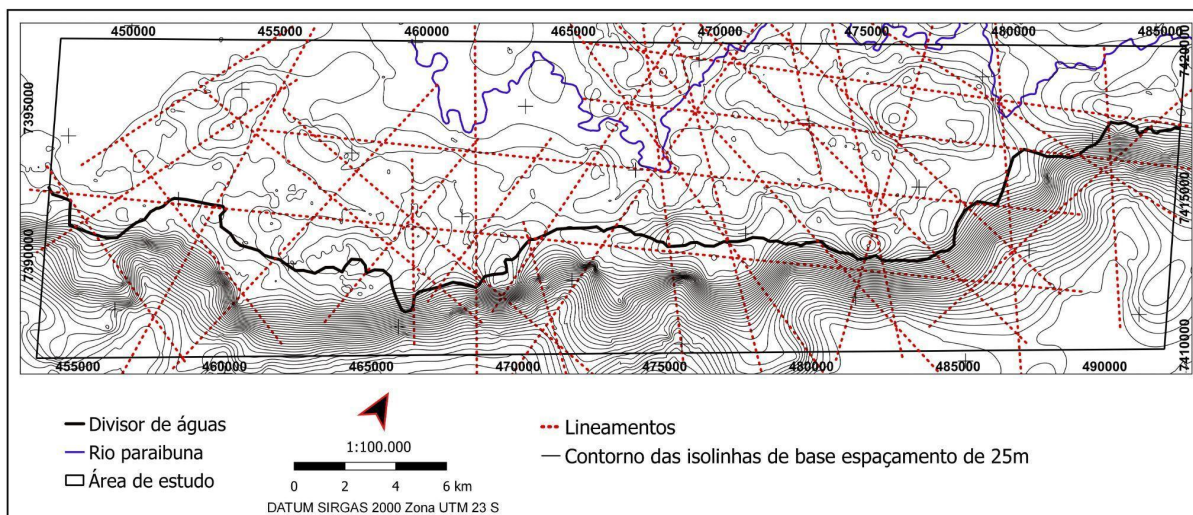 450000 455000 460000 465000 470000 475000 480000 4850000
7395000
7390000
7420000
7415000
7410000
455000 460000 465000 470000 475000 480000 485000 490000
Divisor de águas
Rio paraibuna
Área de estudo
1:100.000
0 2 4 6 km
DATUM SIRGAS 2000 Zona UTM 23 S
Lineamentos
Contorno das isolinhas de base espaçamento de 25m